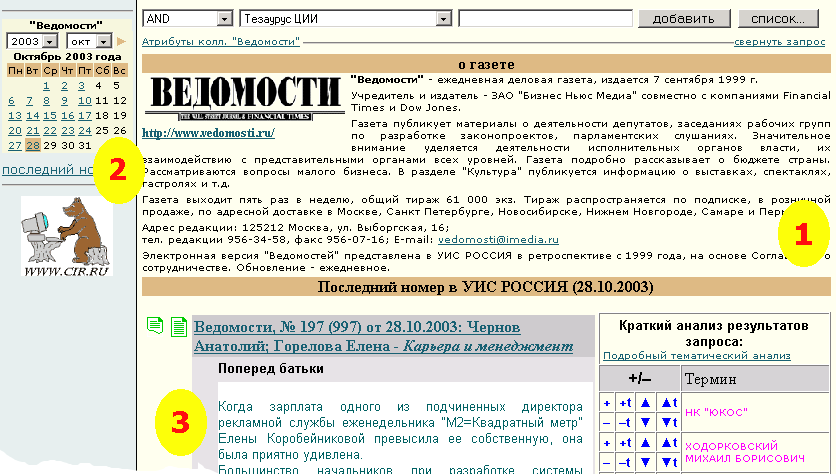 "Ведомости"
2003 окт
Октябрь 2003 года
Пн Вт Ср Чт Пт Сб Вс
1 2 3 4 5
6 7 8 9 10 11 12
13 14 15 16 17 18 19
20 21 22 23 24 25 26
27 28 29 30 31
последний но
2
WWW.CIR.RU
AND Тезаурус ЦИИ добавить список...
Атрибуты колл. "Ведомости" свернуть запрос
о газете
ВЕДОМОСТИ
THE WALL STREET JOURNAL & FINANCIAL TIMES
http://www.vedomosti.ru/
"Ведомости" - ежедневная деловая газета, издается 7 сентября 1999 г.
Учредитель и издатель - ЗАО "Бизнес Ньюс Медиа" совместно с компаниями Financial
Times и Dow Jones.
Газета публикует материалы о деятельности депутатов, заседаниях рабочих групп
по разработке законопроектов, парламентских слушаниях. Значительное
внимание уделяется деятельности исполнительных органов власти, их
взаимодействию с представительными органами всех уровней. Газета подробно рассказывает о бюджете страны.
Рассматриваются вопросы малого бизнеса. В разделе "Культура" публикуется информация о выставках, спектаклях,
гастролях и т.д.
Газета выходит пять раз в неделю, общий тираж 61 000 экз. Тираж распространяется по подписке, в розничной
продаже, по адресной доставке в Москве, Санкт Петербурге, Новосибирске, Нижнем Новгороде, Самаре и Перм
Адрес редакции: 125212 Москва, ул. Выборгская, 16;
тел. редакции 956-34-58, факс 956-07-16; E-mail: vedomosti@imedia.ru
1
Электронная версия "Ведомостей" представлена в УИС РОССИЯ в ретроспективе с 1999 года, на основе Согла о
сотрудничестве. Обновление - ежедневное.
Последний номер в УИС РОССИЯ (28.10.2003)
Ведомости, № 197 (997) от 28.10.2003: Чернов
Анатолий; Горелова Елена - Карьера и менеджмент
Поперед батьки
3
Когда зарплата одного из подчиненных директора
рекламной службы еженедельника "М2=Квадратный метр"
Елены Коробейниковой превысила ее собственную, она
была приятно удивлена.
Большинство начальников при разработке системы
Краткий анализ результатов
запроса:
Подробный тематический анализ
+/– Термин
+ +t ▲ ▲t НК "ЮКОС"
– –t ▼ ▼t
+ +t ▲ ▲t ХОДОРКОВСКИЙ
– –t ▼ ▼t МИХАИЛ БОРИСОВИЧ